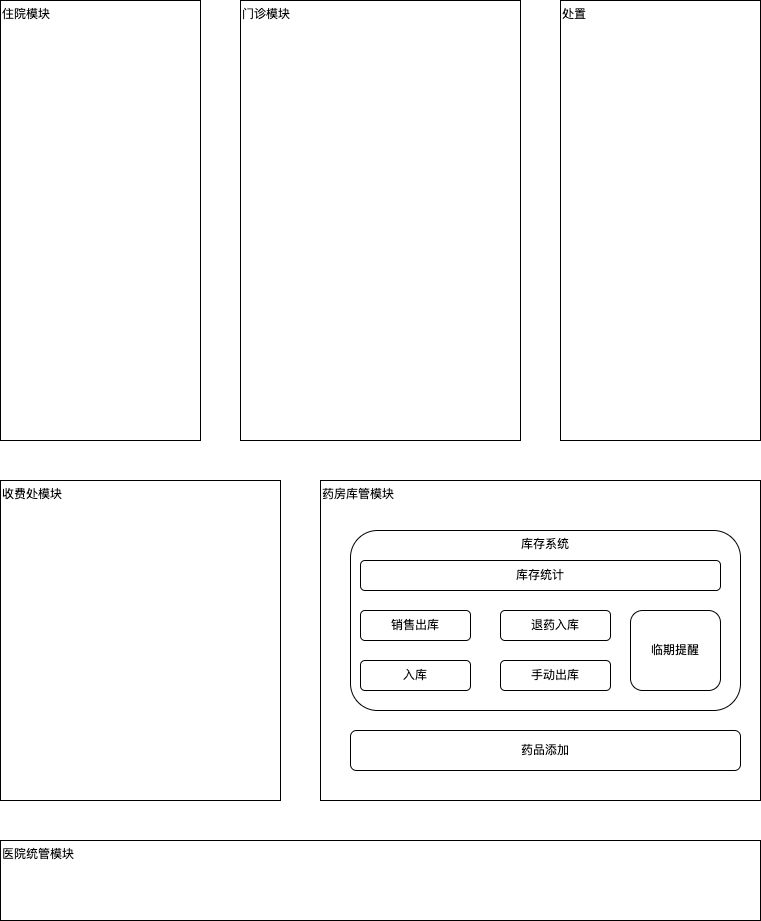 住院模块
门诊模块
处置
收费处模块
药房库管模块
库存系统
库存统计
销售出库
退药入库
临期提醒
入库
手动出库
药品添加
医院统管模块